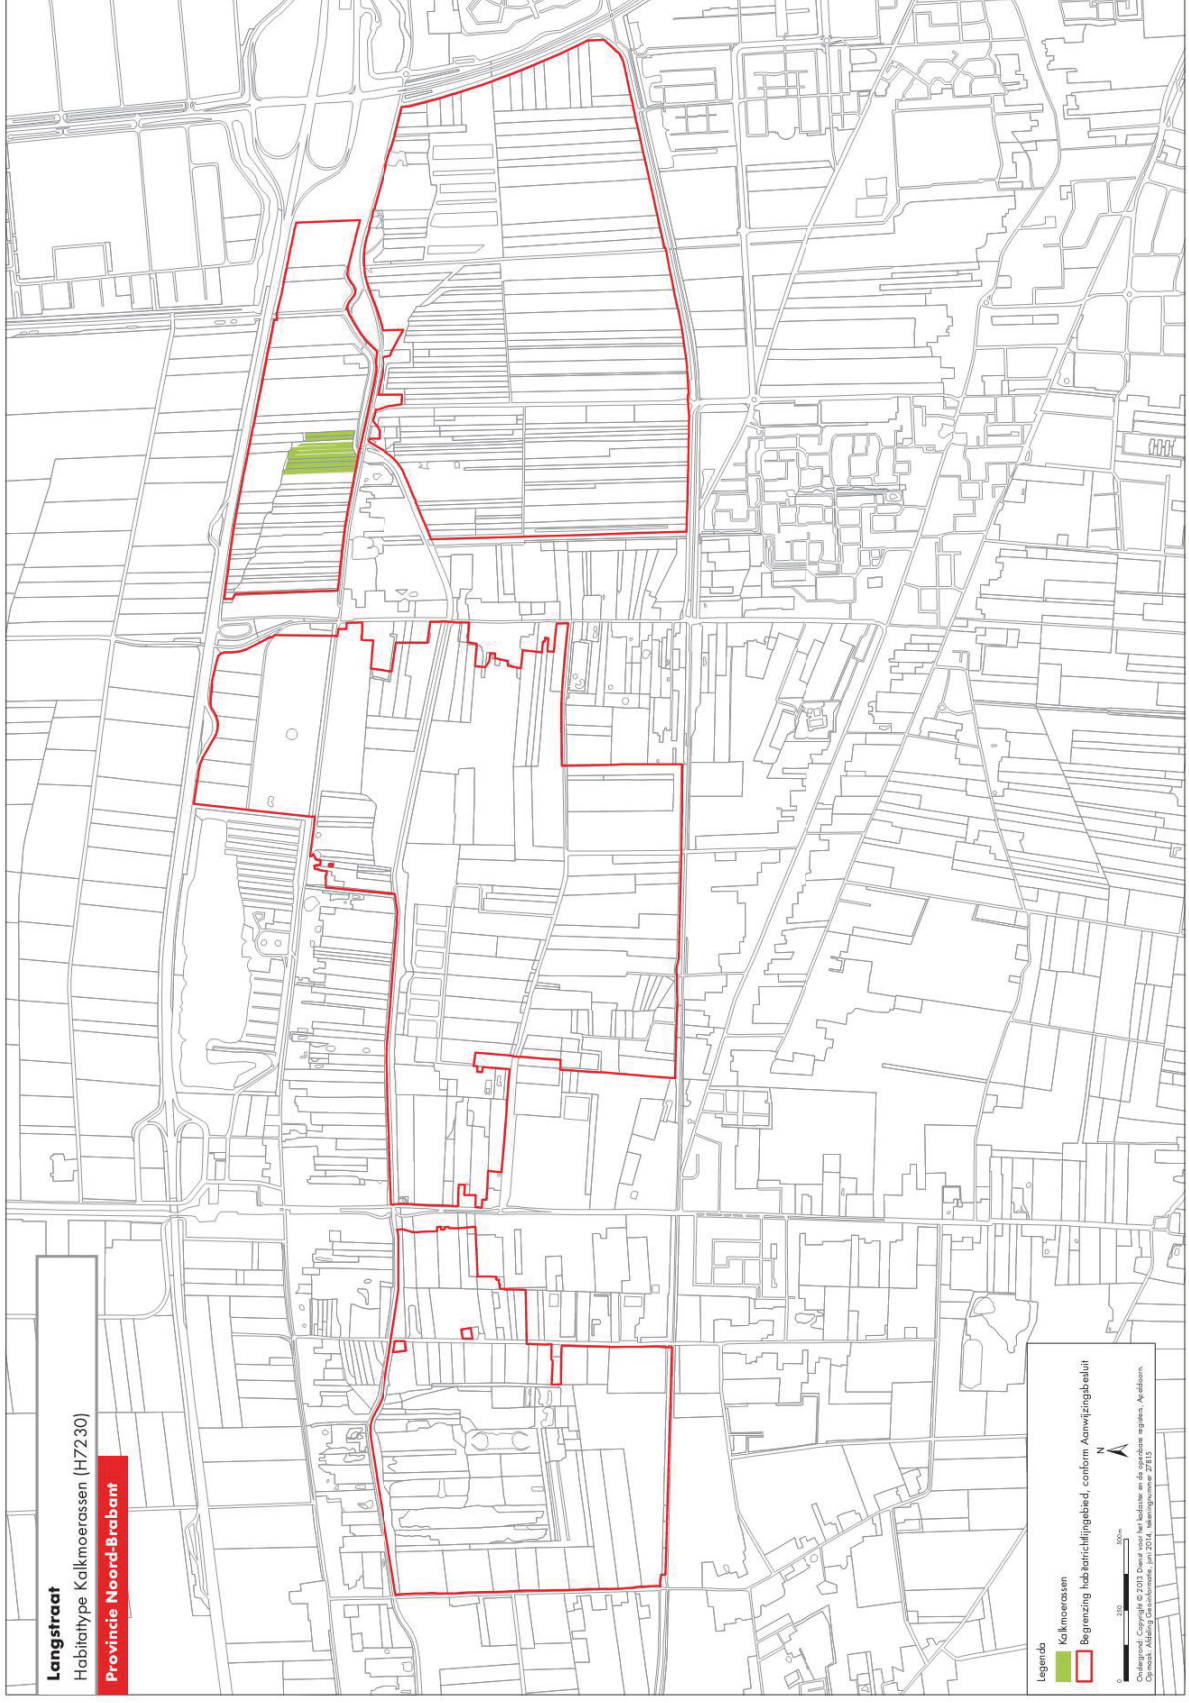 Langstraat
Habitattype Kalkmoerassen (H7230)
Provincie Noord-Brabant
Legenda
Kalkmoerassen
Begrenzing habitatrichtlijngebied, conform Aanwijzingsbesluit
N
0 250 500m
Ondergrond: Copyright © 2013 Dienst voor het kadaster en de openbare registers, Apeldoorn.
Opmaak: Afdeling Geoinformatie, juni 2014, tekeningnummer 27815